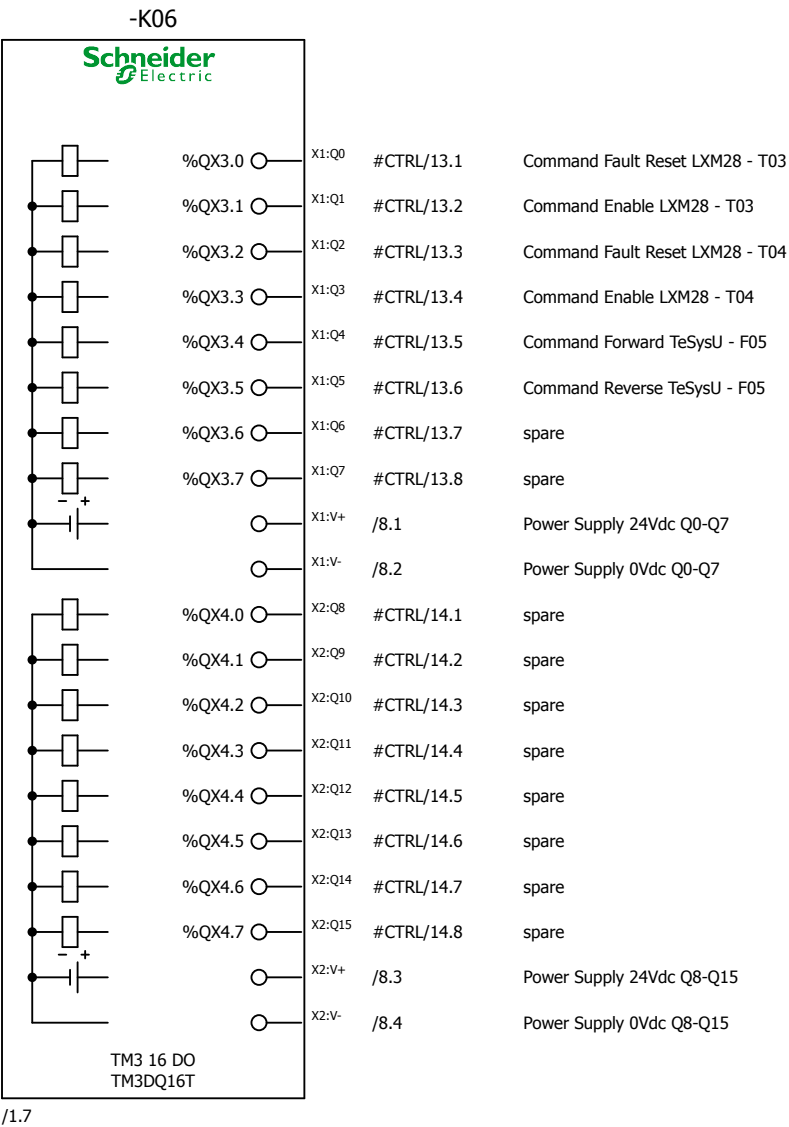 -K06
Schneider
Electric
%QX3.0 X1:Q0 #CTRL/13.1 Command Fault Reset LXM28 - T03
%QX3.1 X1:Q1 #CTRL/13.2 Command Enable LXM28 - T03
%QX3.2 X1:Q2 #CTRL/13.3 Command Fault Reset LXM28 - T04
%QX3.3 X1:Q3 #CTRL/13.4 Command Enable LXM28 - T04
%QX3.4 X1:Q4 #CTRL/13.5 Command Forward TeSysU - F05
%QX3.5 X1:Q5 #CTRL/13.6 Command Reverse TeSysU - F05
%QX3.6 X1:Q6 #CTRL/13.7 spare
%QX3.7 X1:Q7 #CTRL/13.8 spare
− +
X1:V+ /8.1 Power Supply 24Vdc Q0-Q7
X1:V- /8.2 Power Supply 0Vdc Q0-Q7
%QX4.0 X2:Q8 #CTRL/14.1 spare
%QX4.1 X2:Q9 #CTRL/14.2 spare
%QX4.2 X2:Q10 #CTRL/14.3 spare
%QX4.3 X2:Q11 #CTRL/14.4 spare
%QX4.4 X2:Q12 #CTRL/14.5 spare
%QX4.5 X2:Q13 #CTRL/14.6 spare
%QX4.6 X2:Q14 #CTRL/14.7 spare
%QX4.7 X2:Q15 #CTRL/14.8 spare
− +
X2:V+ /8.3 Power Supply 24Vdc Q8-Q15
X2:V- /8.4 Power Supply 0Vdc Q8-Q15
TM3 16 DO
TM3DQ16T
/1.7